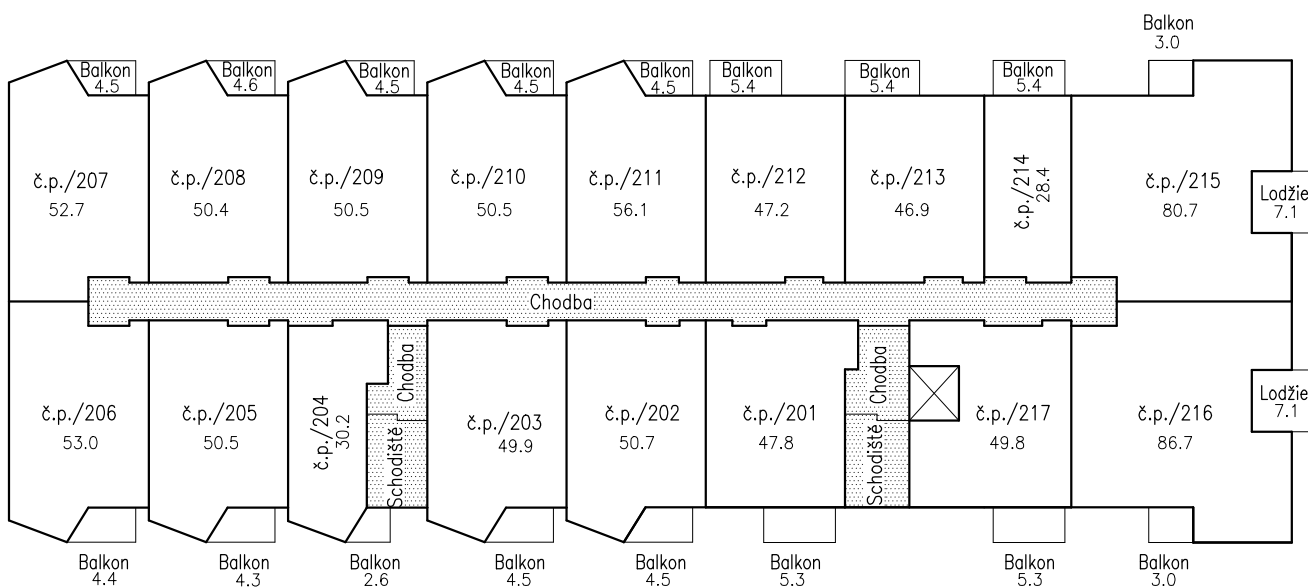 Balkon
3.0
Balkon
4.5
Balkon
4.6
Balkon
4.5
Balkon
4.5
Balkon
4.5
Balkon
5.4
Balkon
5.4
Balkon
5.4
č.p./207
52.7
č.p./208
50.4
č.p./209
50.5
č.p./210
50.5
č.p./211
56.1
č.p./212
47.2
č.p./213
46.9
č.p./214
28.4
č.p./215
80.7
Lodžie
7.1
Chodba
č.p./206
53.0
č.p./205
50.5
č.p./204
30.2
Chodba
Schodiště
č.p./203
49.9
č.p./202
50.7
č.p./201
47.8
Chodba
Schodiště
č.p./217
49.8
č.p./216
86.7
Lodžie
7.1
Balkon
4.4
Balkon
4.3
Balkon
2.6
Balkon
4.5
Balkon
4.5
Balkon
5.3
Balkon
5.3
Balkon
3.0